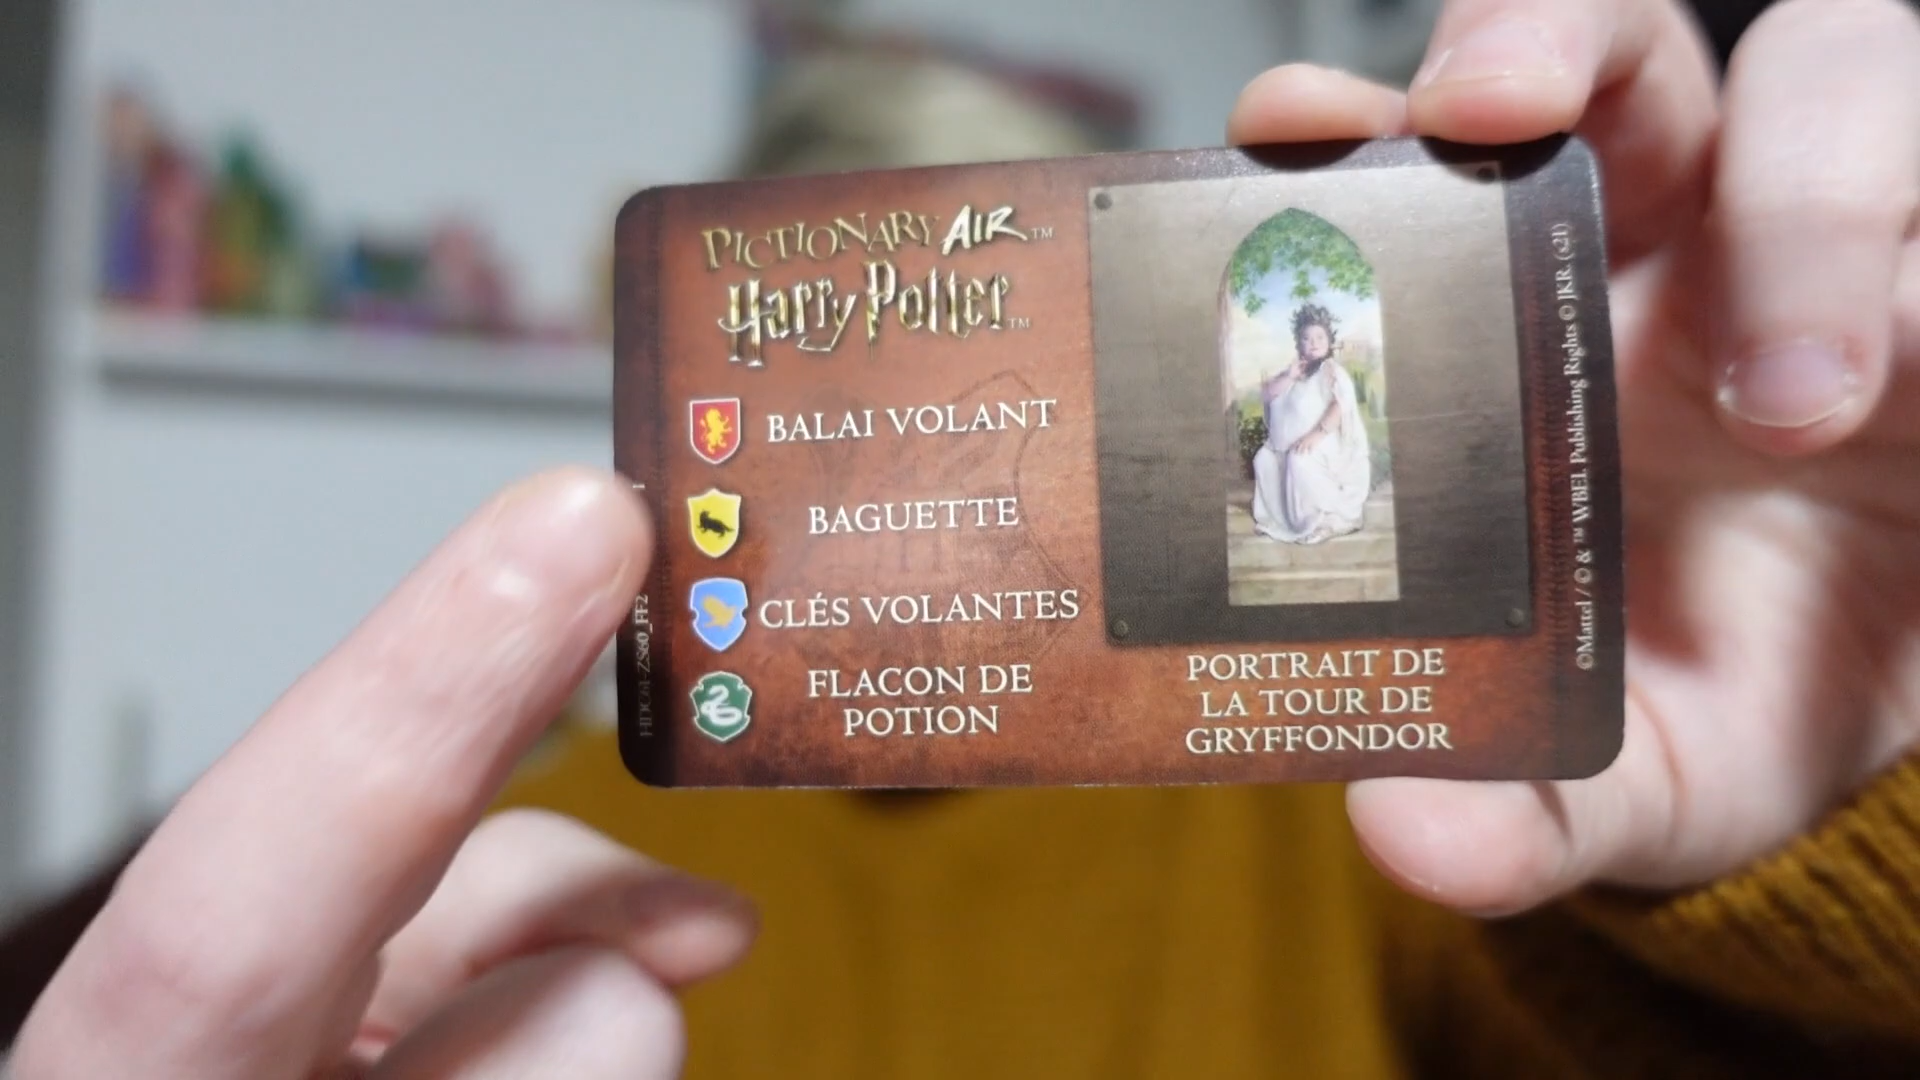 PICTIONARY AIR™
Harry Potter™
BALAI VOLANT
BAGUETTE
CLÉS VOLANTES
FLACON DE
POTION
PORTRAIT DE
LA TOUR DE
GRYFFONDOR
©Mattel / © & ™ WBEI. Publishing Rights © JKR. (s21)